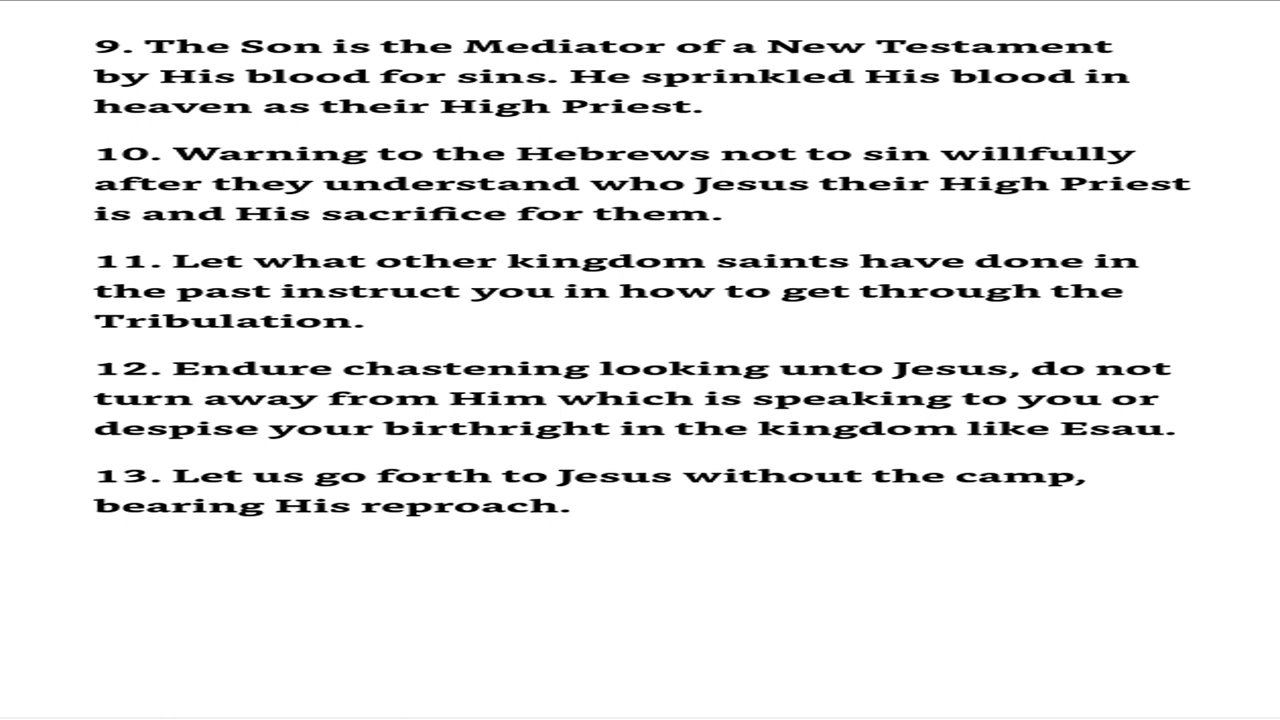 9. The Son is the Mediator of a New Testament
by His blood for sins. He sprinkled His blood in
heaven as their High Priest.
10. Warning to the Hebrews not to sin willfully
after they understand who Jesus their High Priest
is and His sacrifice for them.
11. Let what other kingdom saints have done in
the past instruct you in how to get through the
Tribulation.
12. Endure chastening looking unto Jesus, do not
turn away from Him which is speaking to you or
despise your birthright in the kingdom like Esau.
13. Let us go forth to Jesus without the camp,
bearing His reproach.